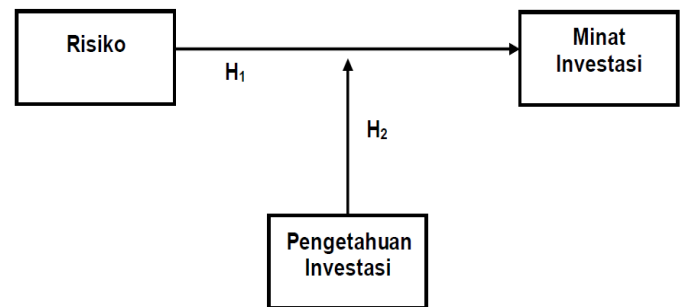 Risiko
Minat
Investasi
H₁
H₂
Pengetahuan
Investasi